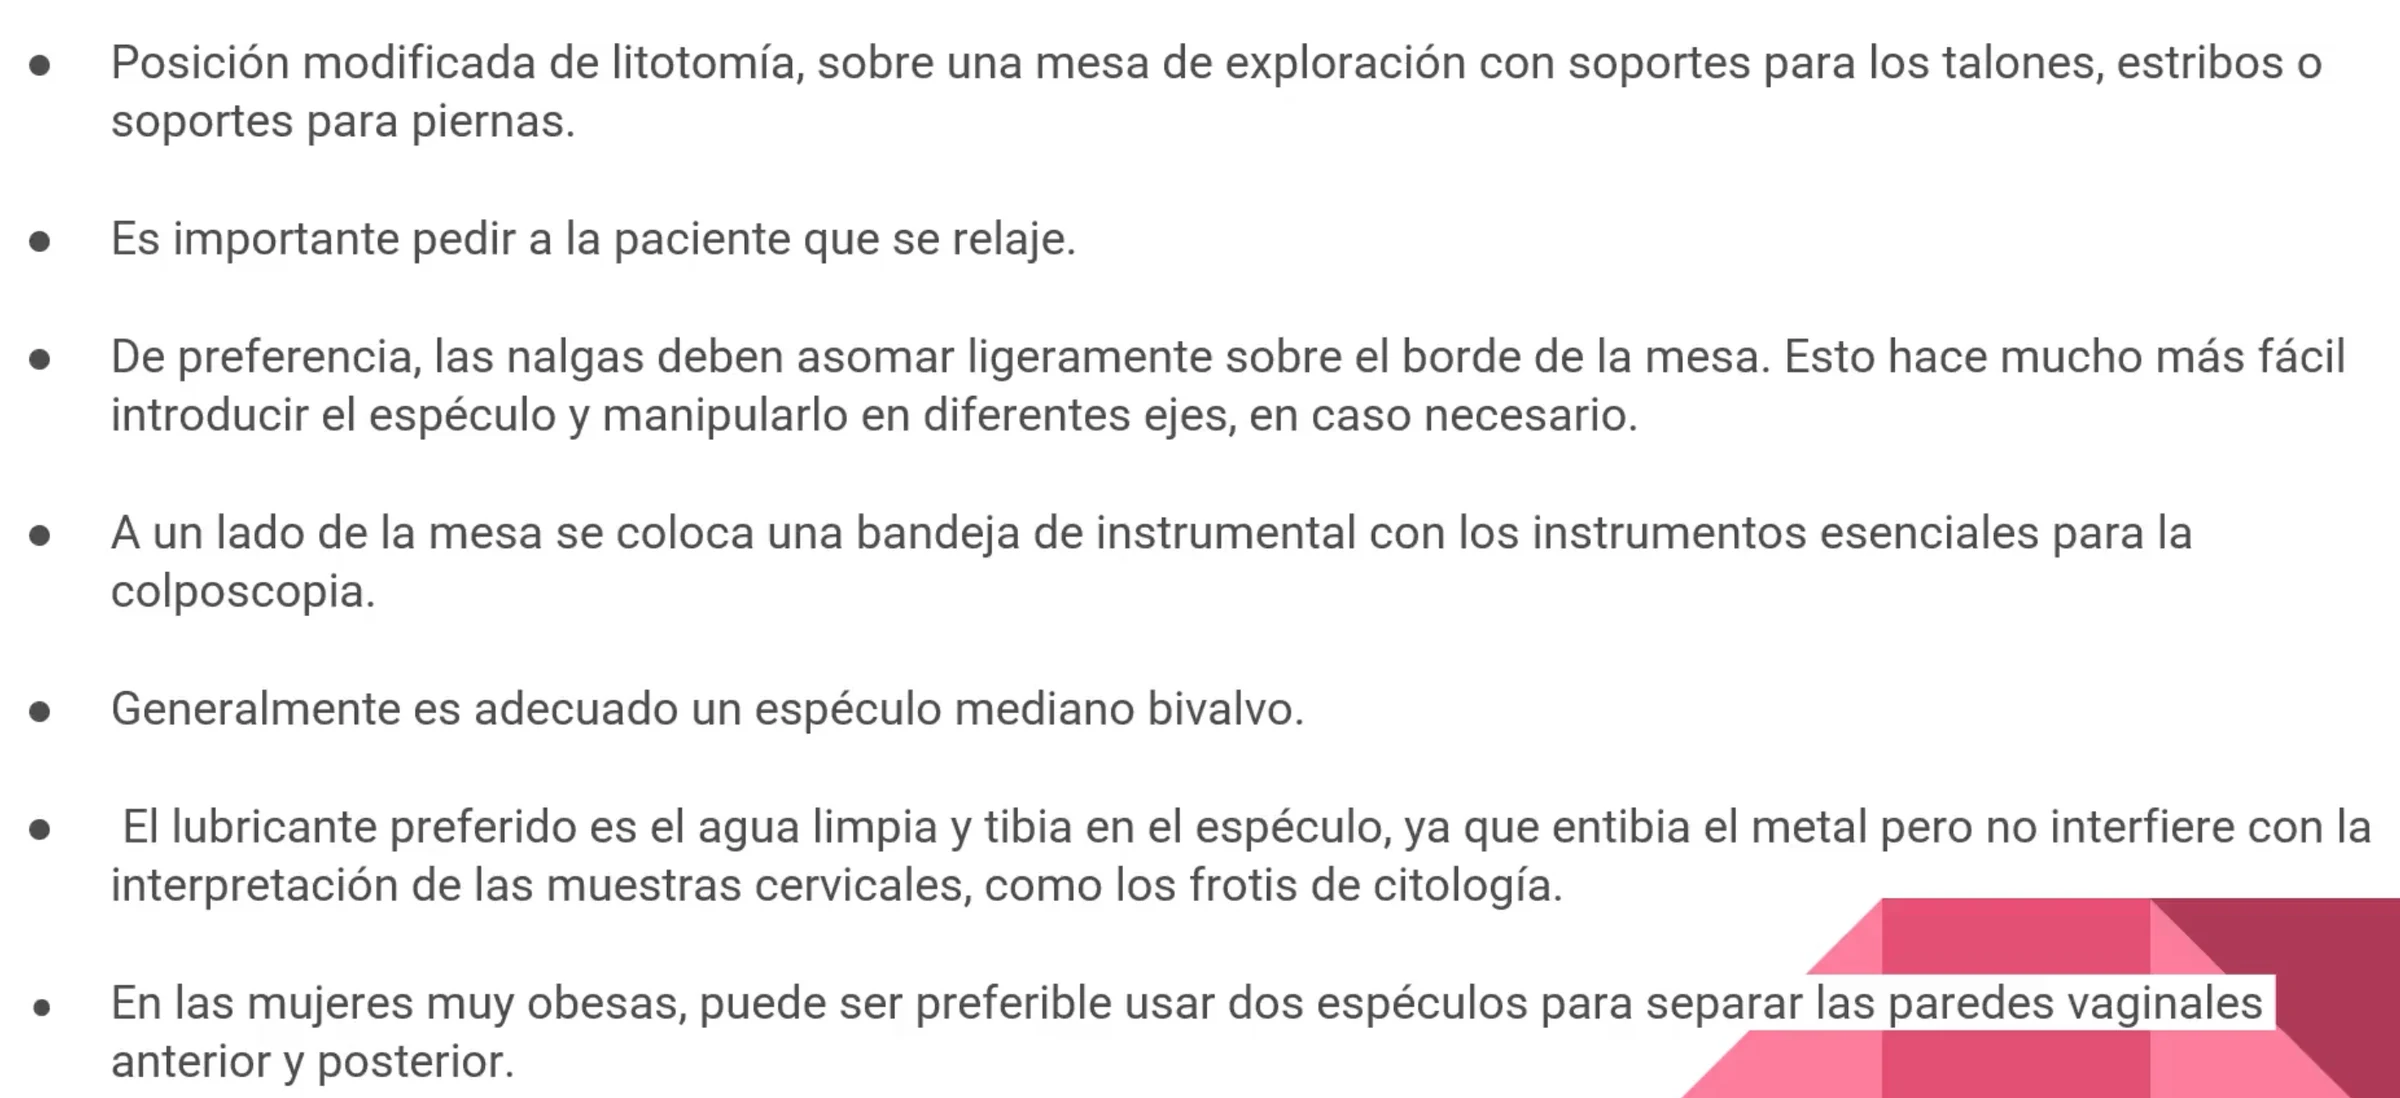 ● Posición modificada de litotomía, sobre una mesa de exploración con soportes para los talones, estribos o
soportes para piernas.
● Es importante pedir a la paciente que se relaje.
● De preferencia, las nalgas deben asomar ligeramente sobre el borde de la mesa. Esto hace mucho más fácil
introducir el espéculo y manipularlo en diferentes ejes, en caso necesario.
● A un lado de la mesa se coloca una bandeja de instrumental con los instrumentos esenciales para la
colposcopia.
● Generalmente es adecuado un espéculo mediano bivalvo.
● El lubricante preferido es el agua limpia y tibia en el espéculo, ya que entibia el metal pero no interfiere con la
interpretación de las muestras cervicales, como los frotis de citología.
● En las mujeres muy obesas, puede ser preferible usar dos espéculos para separar las paredes vaginales
anterior y posterior.